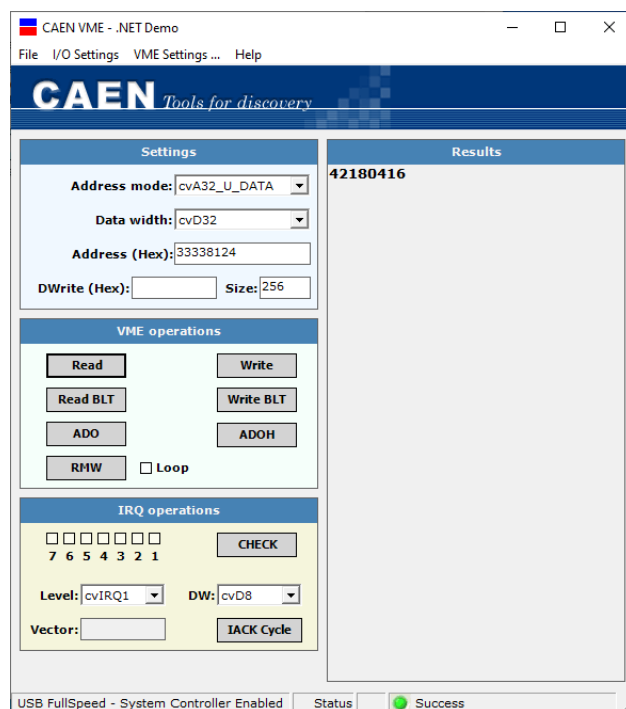 CAEN VME - .NET Demo
File I/O Settings VME Settings ... Help
CAEN Tools for discovery
Settings
Address mode: cvA32_U_DATA
Data width: cvD32
Address (Hex): 33338124
DWrite (Hex): Size: 256
VME operations
Read Write
Read BLT Write BLT
ADO ADOH
RMW Loop
IRQ operations
CHECK
7 6 5 4 3 2 1
Level: cvIRQ1 DW: cvD8
Vector: IACK Cycle
Results
42180416
USB FullSpeed - System Controller Enabled Status Success